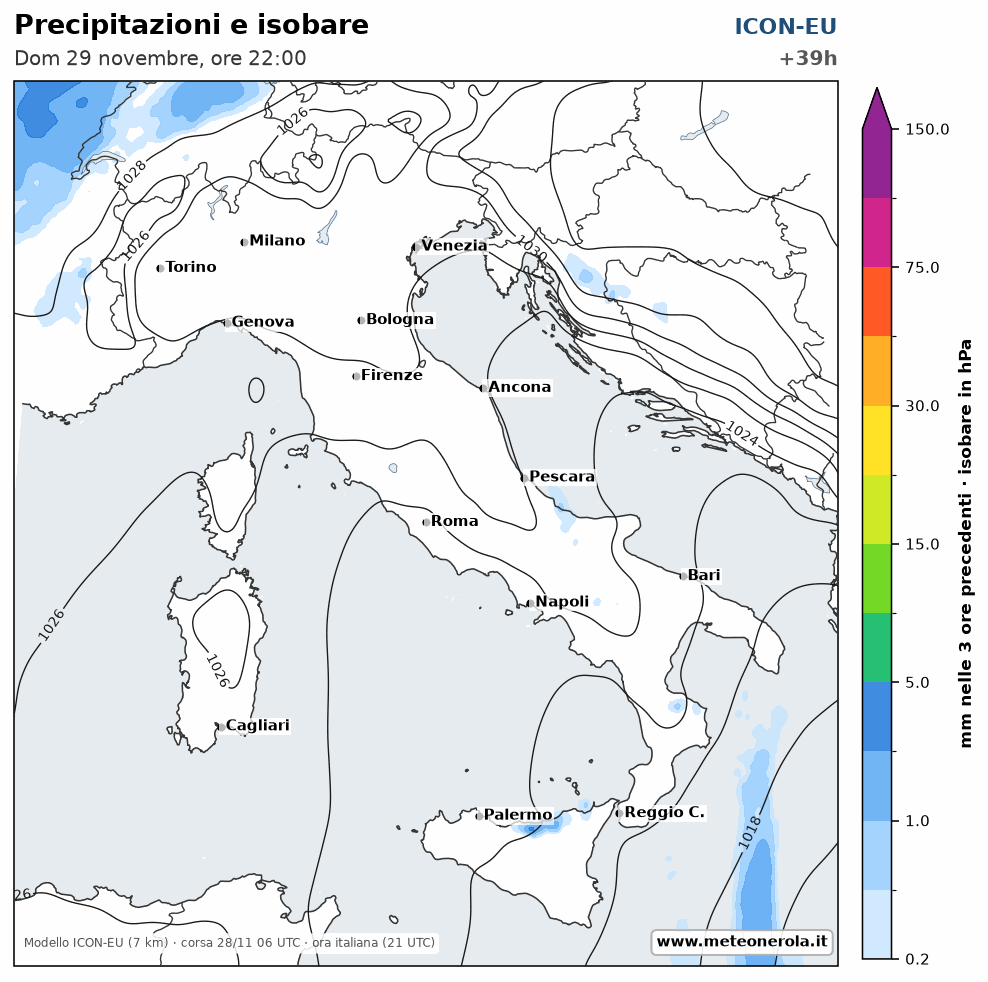 Precipitazioni e isobare
ICON-EU
Dom 29 novembre, ore 22:00
+39h
1026
1028
1026
1030
Milano
Venezia
Torino
Genova
Bologna
Firenze
Ancona
1024
Pescara
Roma
Bari
Napoli
1026
1026
Cagliari
Palermo
Reggio C.
1018
26
Modello ICON-EU (7 km) · corsa 28/11 06 UTC · ora italiana (21 UTC)
www.meteonerola.it
150.0
75.0
30.0
15.0
5.0
1.0
0.2
mm nelle 3 ore precedenti · isobare in hPa